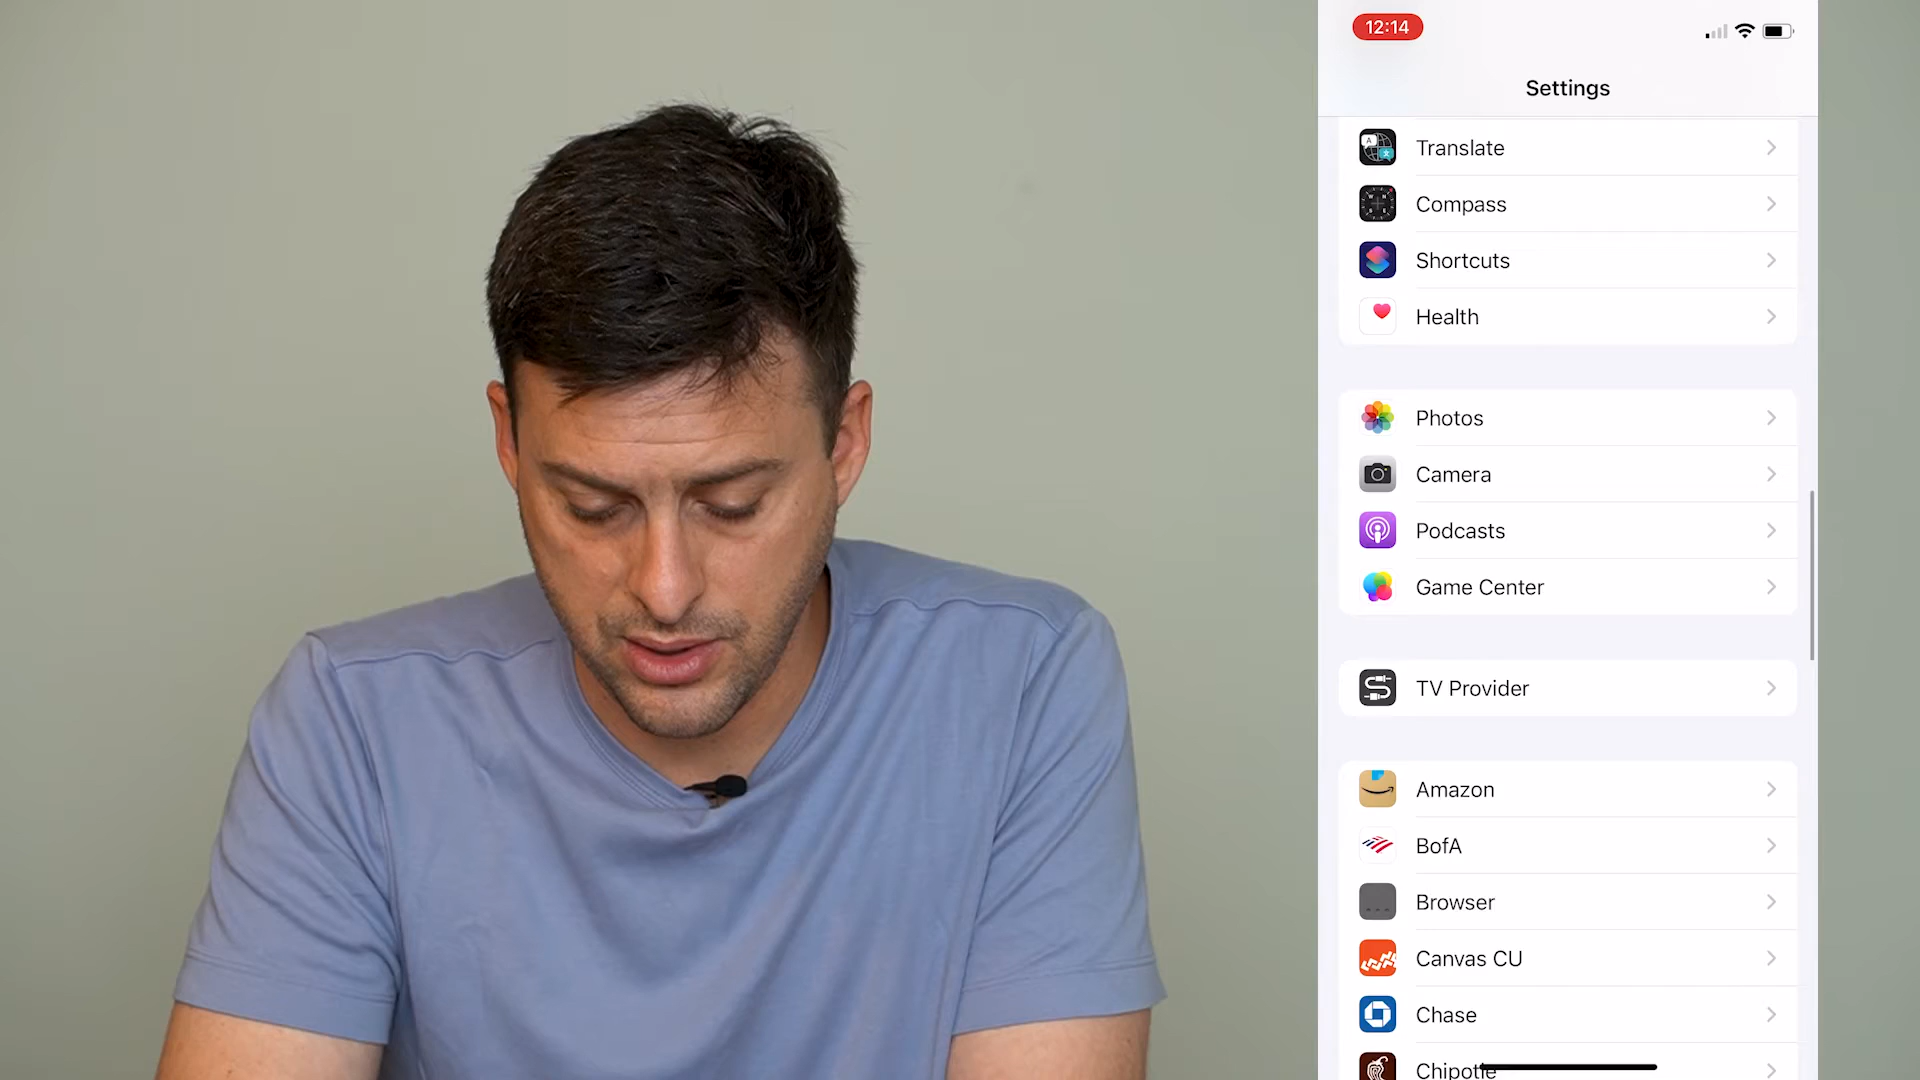 12:14
Settings
Translate
Compass
Shortcuts
Health
Photos
Camera
Podcasts
Game Center
TV Provider
Amazon
BofA
Browser
Canvas CU
Chase
Chipotle